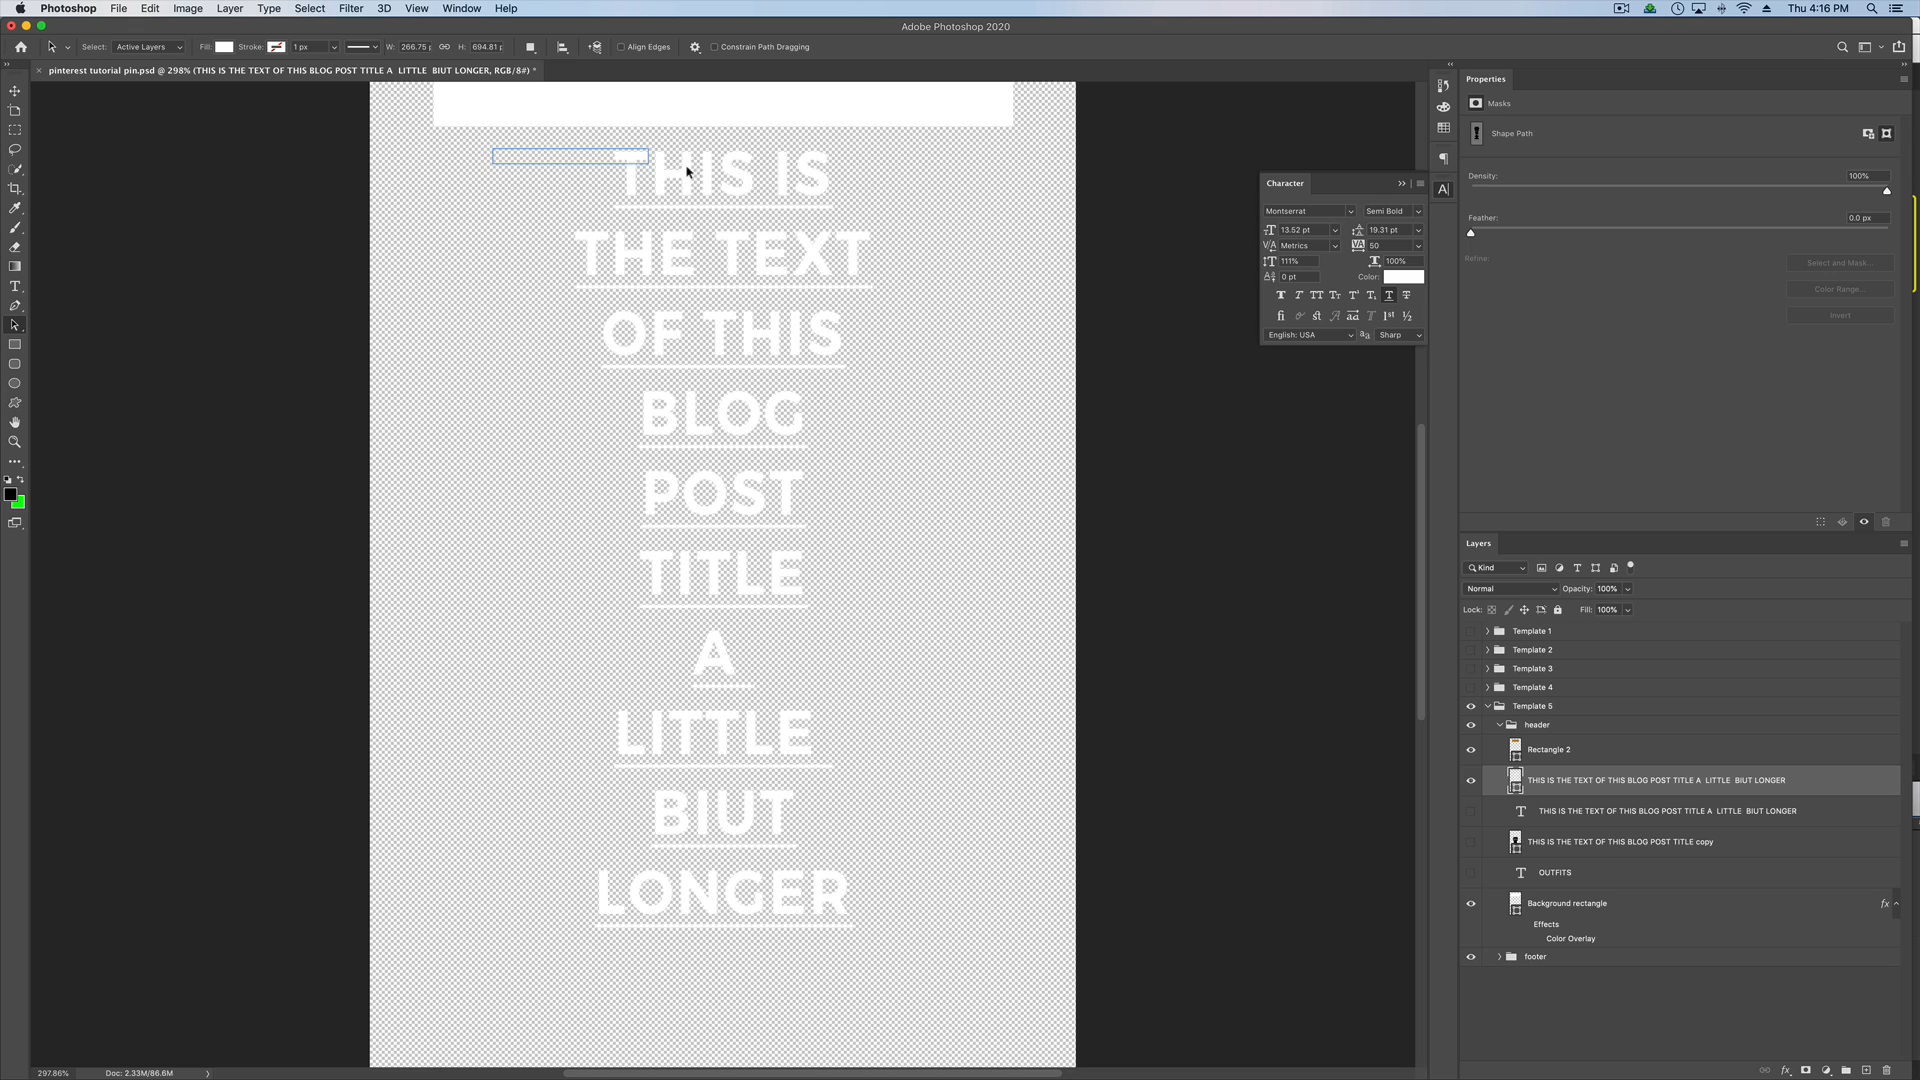 Photoshop File Edit Image Layer Type Select Filter 3D View Window Help
Thu 4:16 PM
Adobe Photoshop 2020
Select: Active Layers Fill: Stroke: 1 px W: 266.75 H: 694.81 Align Edges Constrain Path Dragging
pinterest tutorial pin.psd @ 298% (THIS IS THE TEXT OF THIS BLOG POST TITLE A LITTLE BIUT LONGER, RGB/8#) *
THIS IS
THE TEXT
OF THIS
BLOG
POST
TITLE
A
LITTLE
BIUT
LONGER
Character
Montserrat Semi Bold
13.52 pt 19.31 pt
Metrics 50
111% 100%
0 pt Color:
English: USA Sharp
Properties
Masks
Shape Path
Density: 100%
Feather: 0.0 px
Refine: Select and Mask...
Color Range...
Invert
Layers
Kind
Normal Opacity: 100%
Lock: Fill: 100%
Template 1
Template 2
Template 3
Template 4
Template 5
header
Rectangle 2
THIS IS THE TEXT OF THIS BLOG POST TITLE A LITTLE BIUT LONGER
THIS IS THE TEXT OF THIS BLOG POST TITLE A LITTLE BIUT LONGER
THIS IS THE TEXT OF THIS BLOG POST TITLE copy
OUTFITS
Background rectangle fx
Effects
Color Overlay
footer
297.86% Doc: 2.33M/86.6M